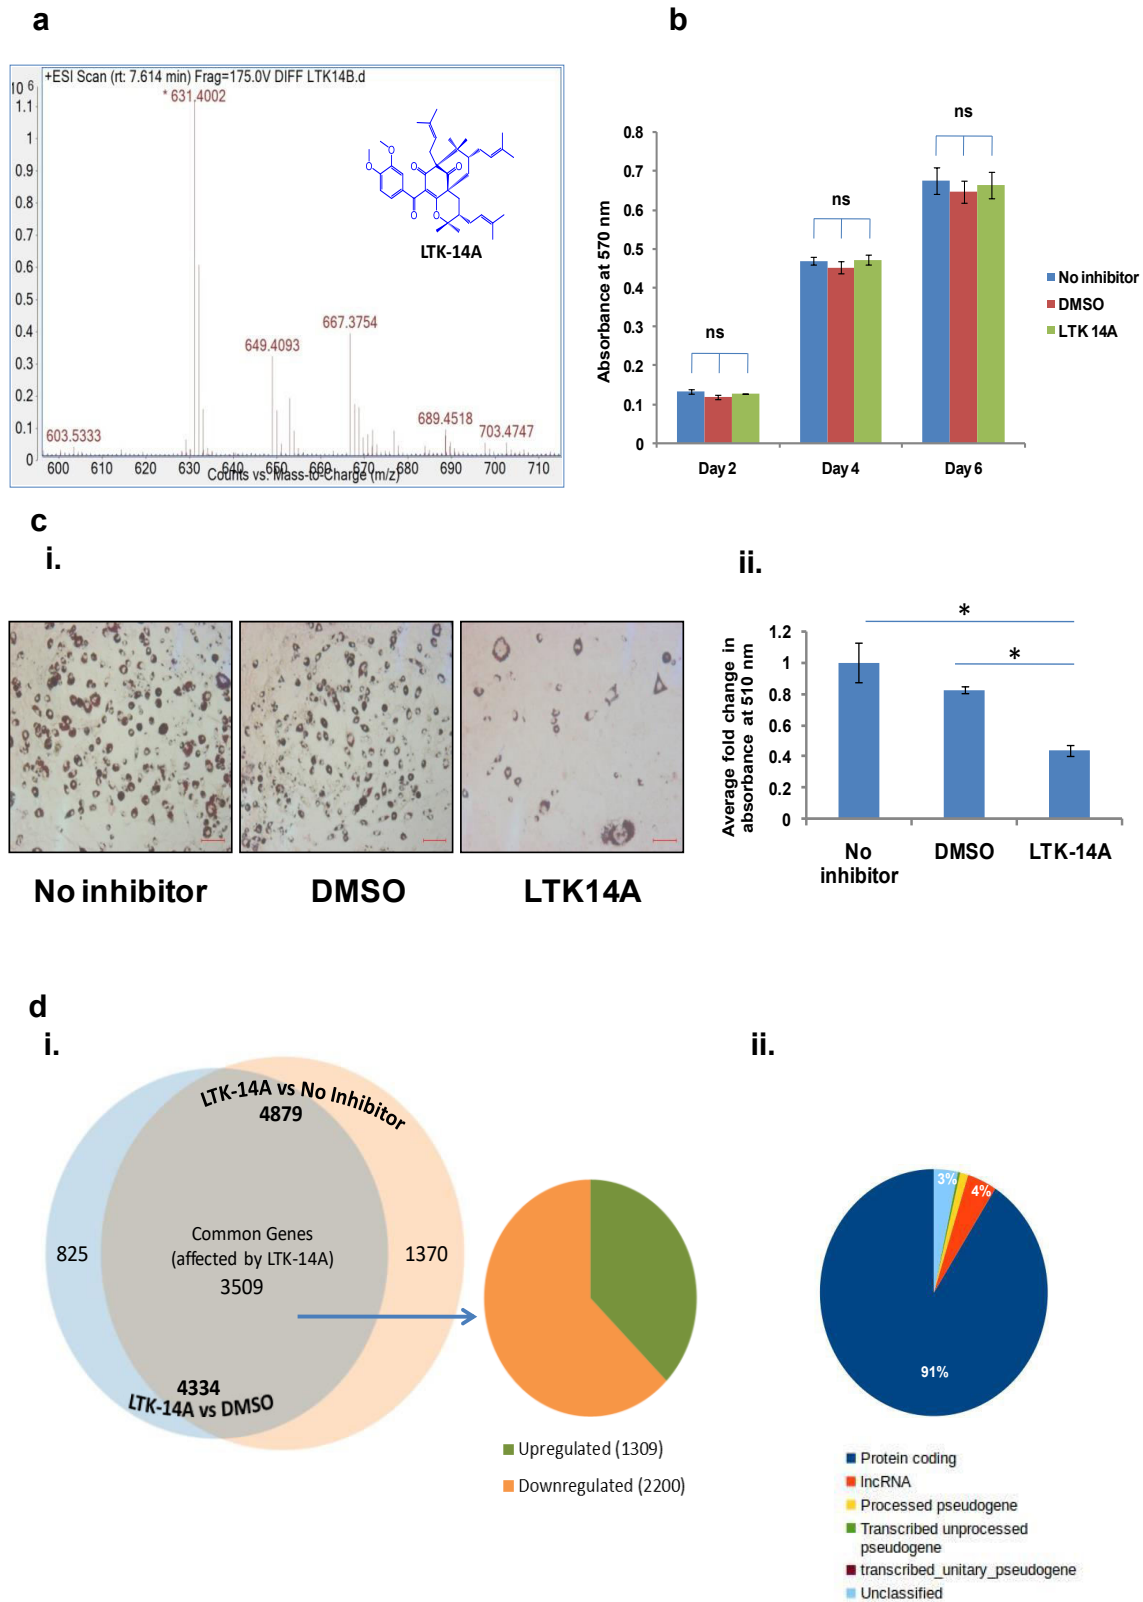 a
+ESI Scan (rt: 7.614 min) Frag=175.0V DIFF LTK14B.d
10 6
* 631.4002
1.1
1
0.9
0.8
0.7
0.6
0.5
0.4
0.3
0.2
0.1
0
LTK-14A
667.3754
649.4093
603.5333
689.4518
703.4747
600 610 620 630 640 650 660 670 680 690 700 710
Counts vs. Mass-to-Charge (m/z)
b
Absorbance at 570 nm
0.8
0.7
0.6
0.5
0.4
0.3
0.2
0.1
0
ns
ns
ns
Day 2
Day 4
Day 6
No inhibitor
DMSO
LTK 14A
c
i.
No inhibitor
DMSO
LTK14A
ii.
Average fold change in
absorbance at 510 nm
1.2
1
0.8
0.6
0.4
0.2
0
*
*
No
inhibitor
DMSO
LTK-14A
d
i.
LTK-14A vs No Inhibitor
4879
825
Common Genes
(affected by LTK-14A)
3509
1370
4334
LTK-14A vs DMSO
Upregulated (1309)
Downregulated (2200)
ii.
3%
4%
91%
Protein coding
lncRNA
Processed pseudogene
Transcribed unprocessed
pseudogene
transcribed_unitary_pseudogene
Unclassified